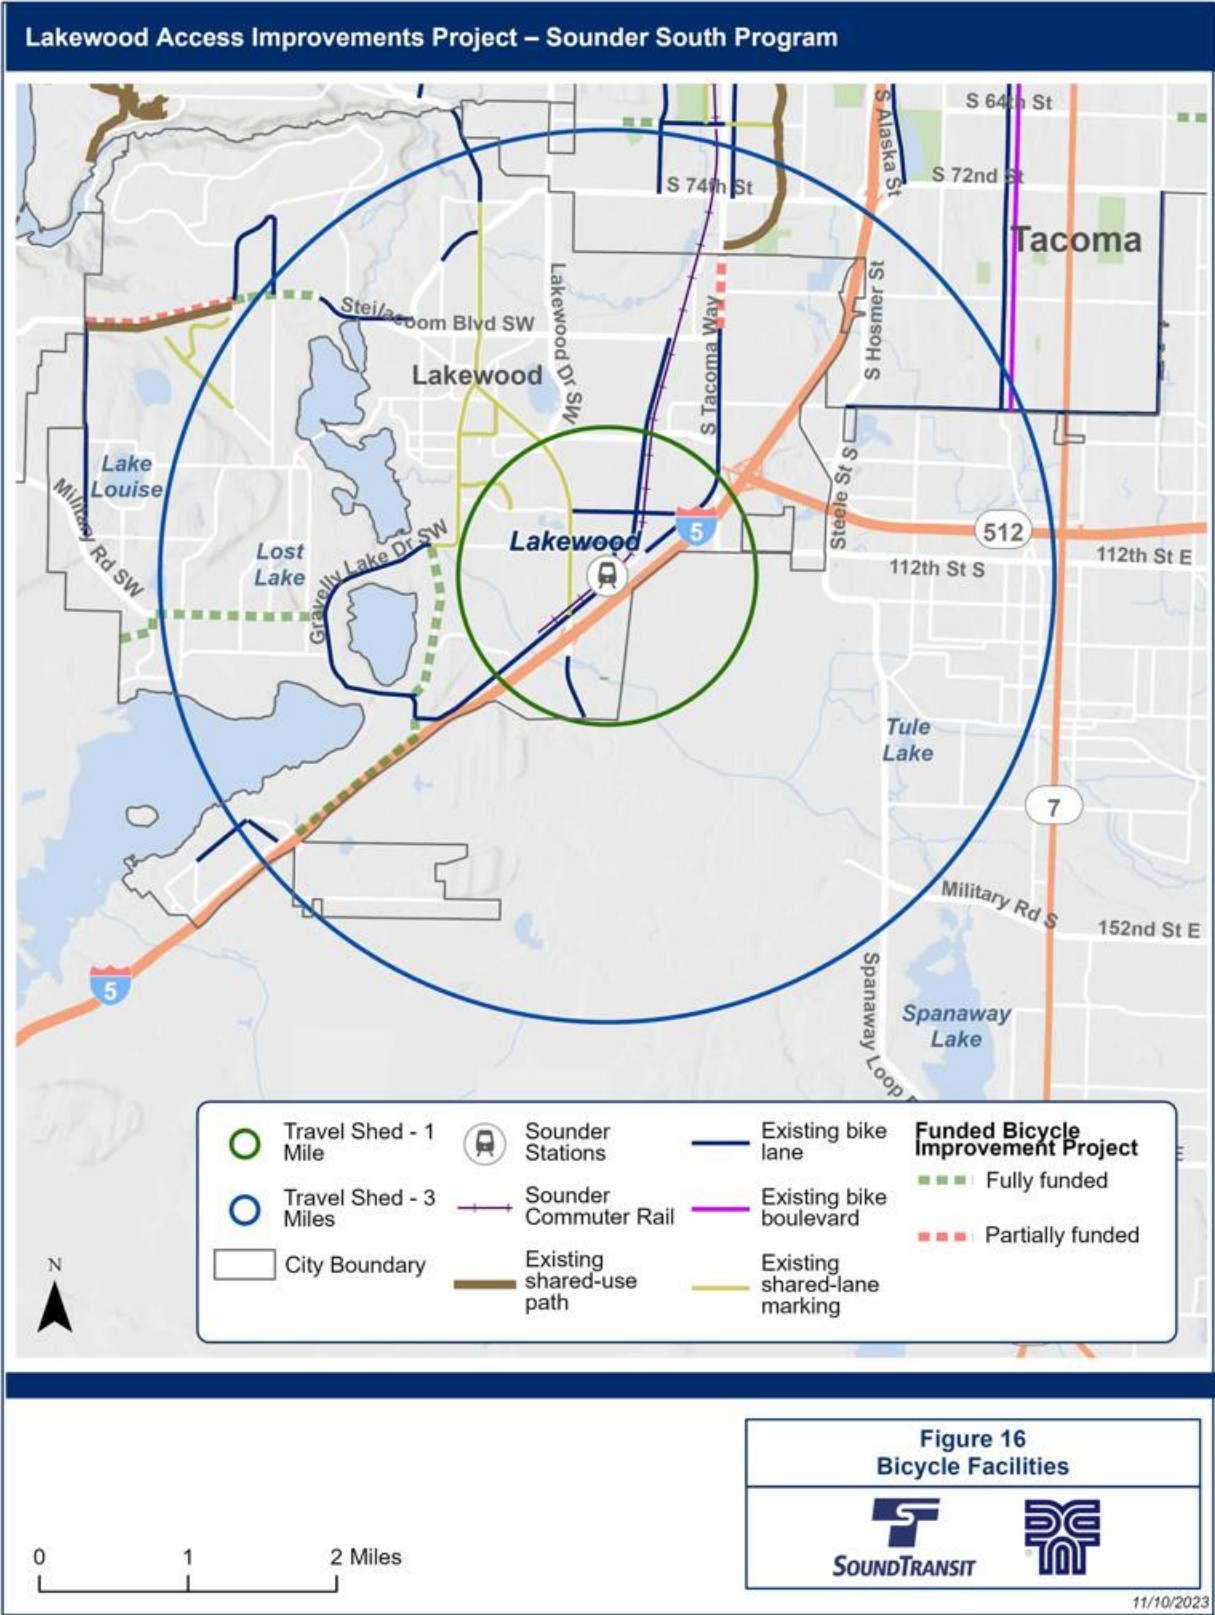 Lakewood Access Improvements Project – Sounder South Program
S 64th St
S Alaska St
S 72nd St
S 74th St
Tacoma
Lakewood Dr SW
S Hosmer St
Steilacoom Blvd SW
S Tacoma Way
Lakewood
Lake
Louise
Steele St S
Military Rd SW
Gravelly Lake Dr SW
Lakewood
5
512
Lost
Lake
112th St E
112th St S
Tule
Lake
7
Military Rd S
152nd St E
5
Spanaway Loop
Spanaway
Lake
Travel Shed - 1
Mile
Travel Shed - 3
Miles
City Boundary
Sounder
Stations
Sounder
Commuter Rail
Existing
shared-use
path
Existing bike
lane
Existing bike
boulevard
Existing
shared-lane
marking
Funded Bicycle
Improvement Project
Fully funded
Partially funded
E
N
Figure 16
Bicycle Facilities
SOUNDTRANSIT
0 1 2 Miles
11/10/2023